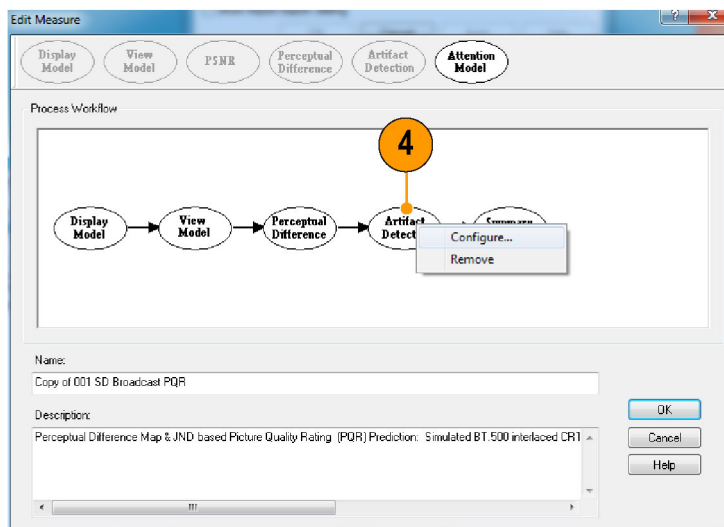 Edit Measure
Display
Model
View
Model
PSNR
Perceptual
Difference
Artifact
Detection
Attention
Model
Process Workflow
4
Display
Model
View
Model
Perceptual
Difference
Artifact
Summary
Configure...
Remove
Name:
Copy of 001 SD Broadcast PQR
Description:
Perceptual Difference Map & JND based Picture Quality Rating (PQR) Prediction: Simulated BT.500 interlaced CRT
OK
Cancel
Help